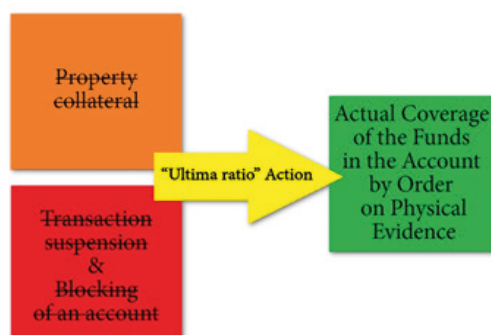 Property
collateral
Transaction
suspension
&
Blocking
of an account
“Ultima ratio” Action
Actual Coverage
of the Funds
in the Account
by Order
on Physical
Evidence